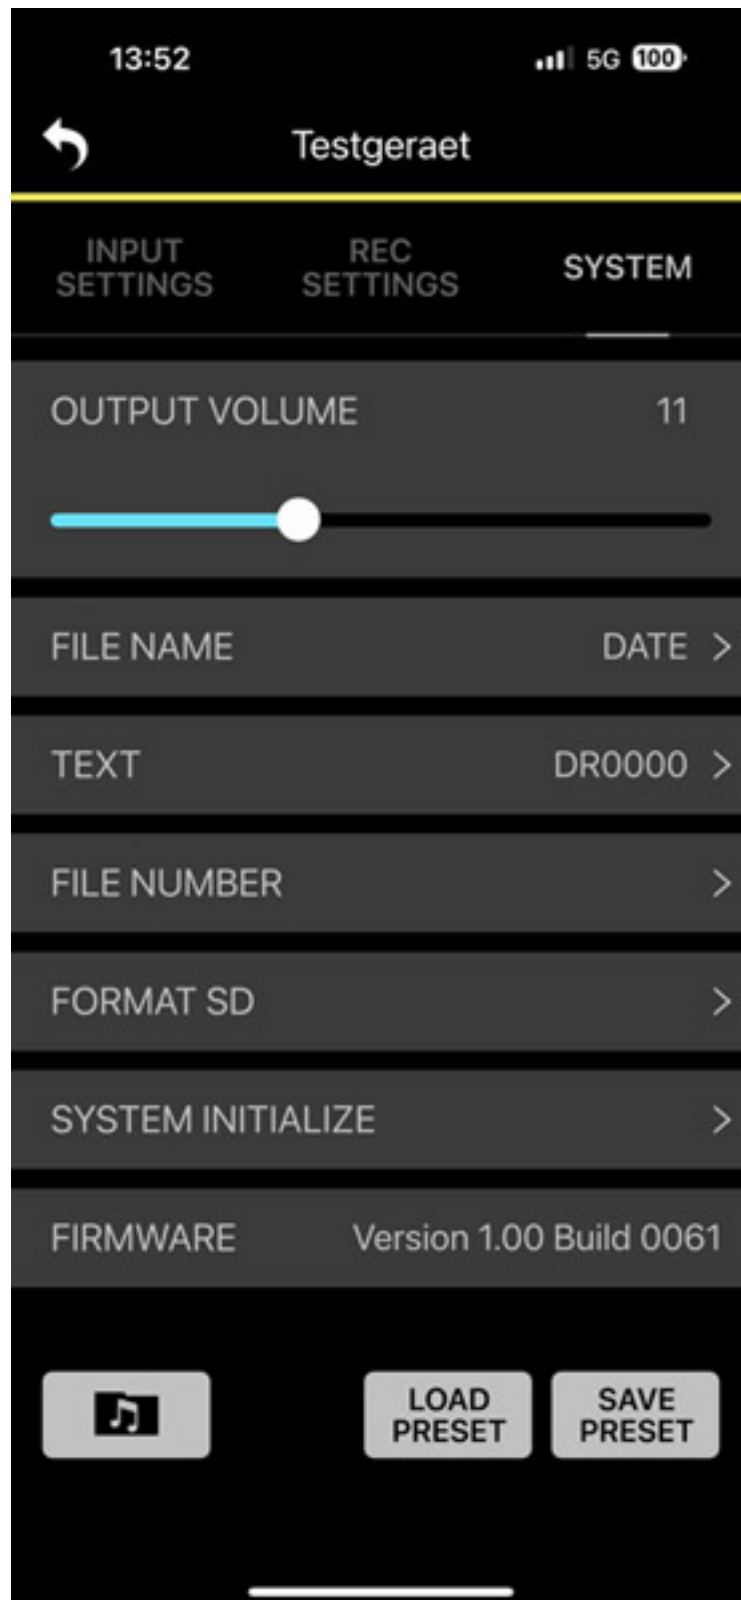 13:52
5G 100
Testgeraet
INPUT
SETTINGS
REC
SETTINGS
SYSTEM
OUTPUT VOLUME 11
FILE NAME DATE >
TEXT DR0000 >
FILE NUMBER >
FORMAT SD >
SYSTEM INITIALIZE >
FIRMWARE Version 1.00 Build 0061
LOAD
PRESET
SAVE
PRESET